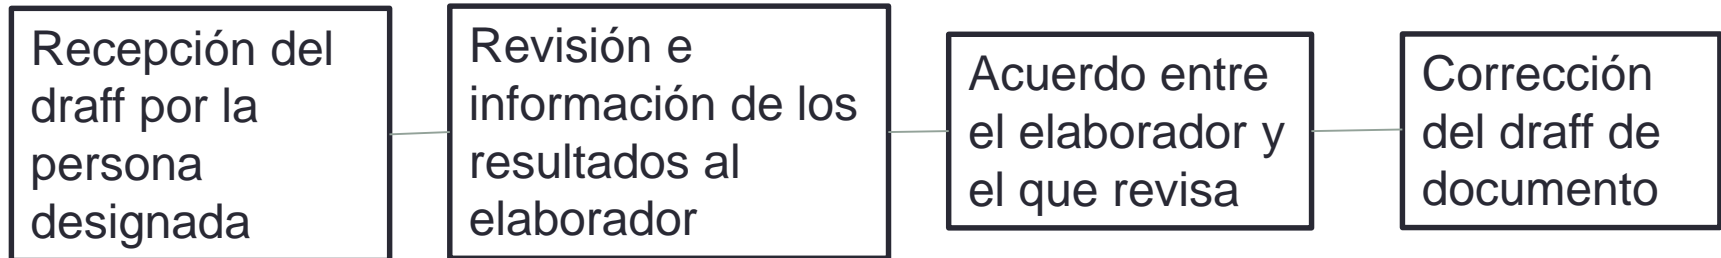 Recepción del
draff por la
persona
designada
Revisión e
información de los
resultados al
elaborador
Acuerdo entre
el elaborador y
el que revisa
Corrección
del draff de
documento